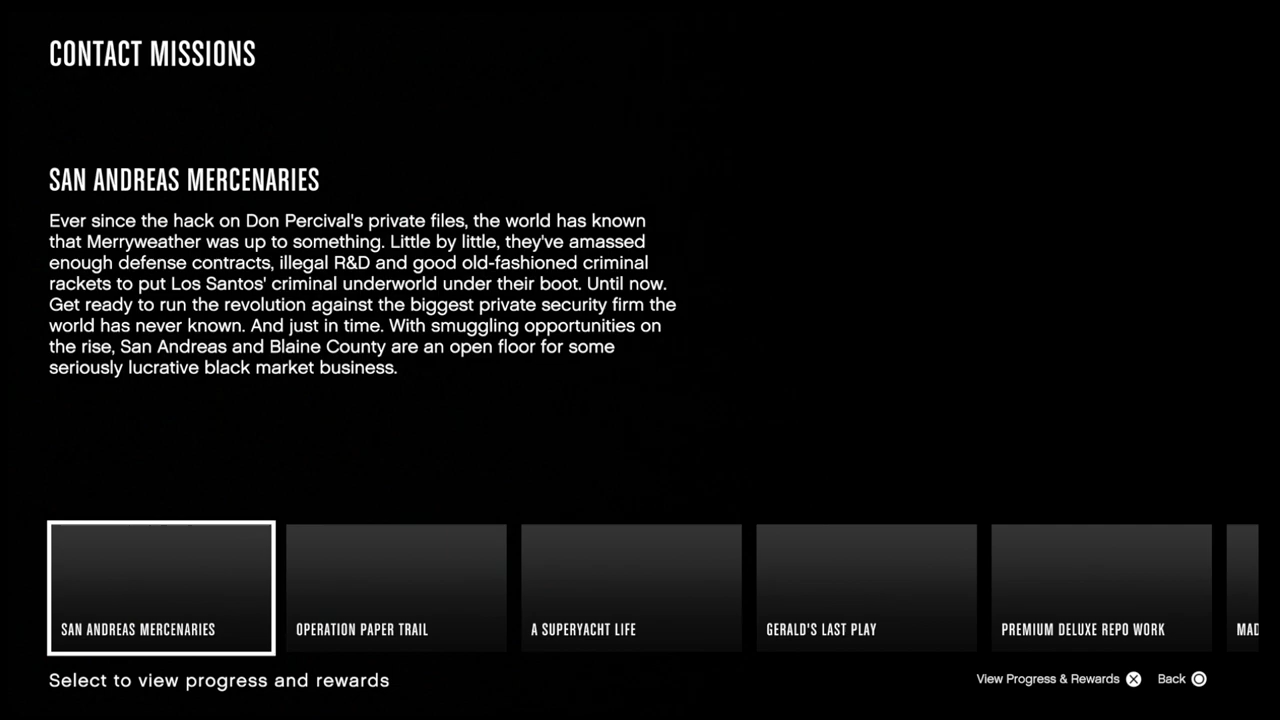 CONTACT MISSIONS
SAN ANDREAS MERCENARIES
Ever since the hack on Don Percival's private files, the world has known
that Merryweather was up to something. Little by little, they've amassed
enough defense contracts, illegal R&D and good old-fashioned criminal
rackets to put Los Santos' criminal underworld under their boot. Until now.
Get ready to run the revolution against the biggest private security firm the
world has never known. And just in time. With smuggling opportunities on
the rise, San Andreas and Blaine County are an open floor for some
seriously lucrative black market business.
SAN ANDREAS MERCENARIES
OPERATION PAPER TRAIL
A SUPERYACHT LIFE
GERALD'S LAST PLAY
PREMIUM DELUXE REPO WORK
MAD
Select to view progress and rewards
View Progress & Rewards
Back